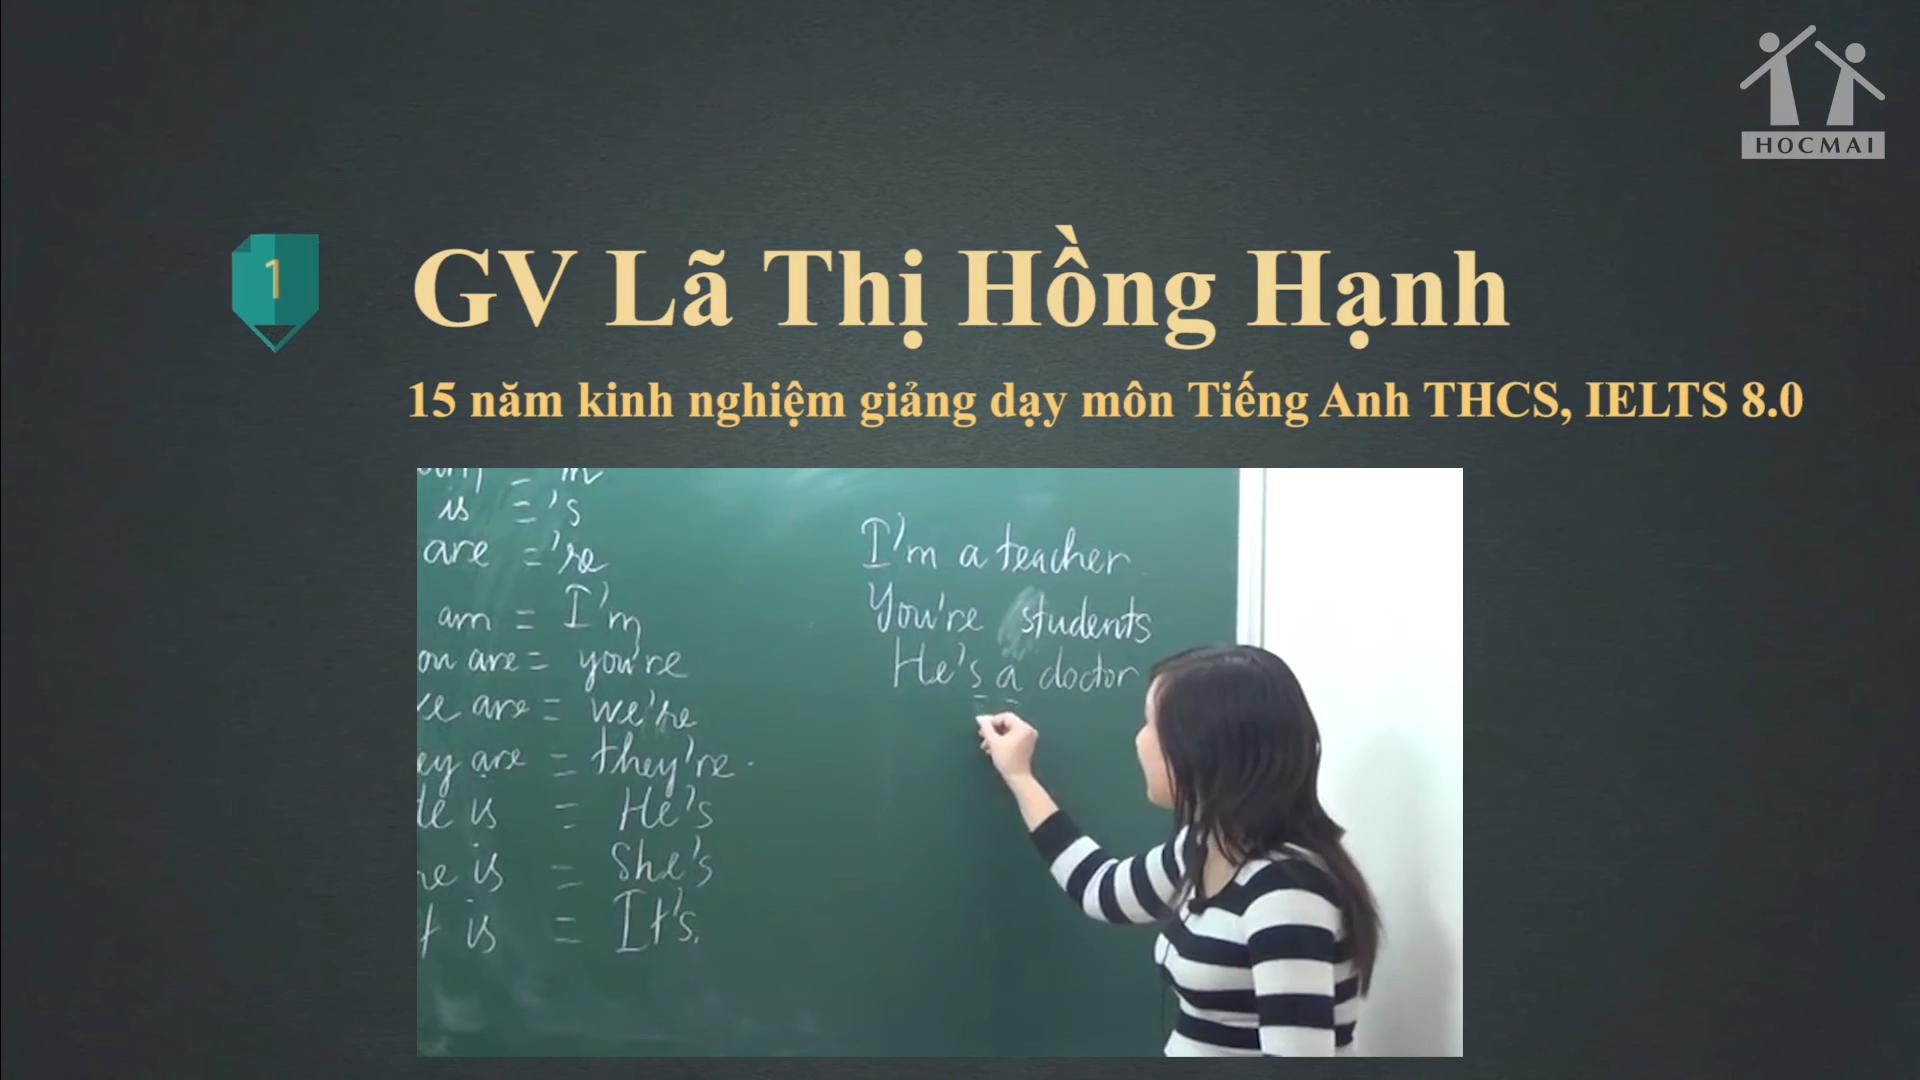 HOCMAI
1
GV Lã Thị Hồng Hạnh
15 năm kinh nghiệm giảng dạy môn Tiếng Anh THCS, IELTS 8.0
is = 's
are = 're
am = I'm
are = you're
are = we're
are = they're.
is = He's
is = She's
is = It's.
I'm a teacher
You're students
He's a doctor